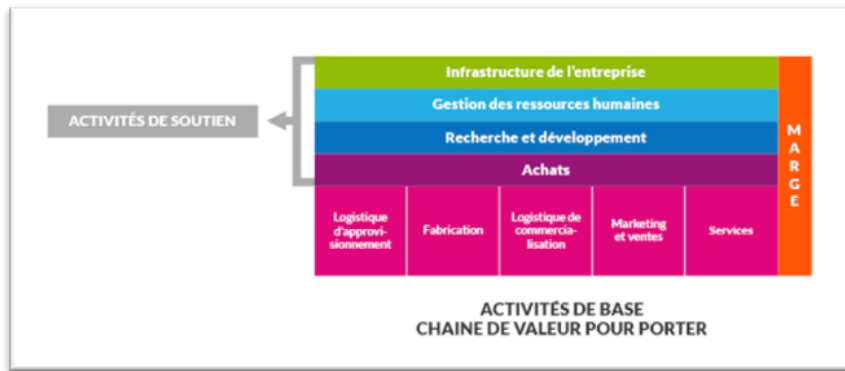 Infrastructure de l'entreprise
Gestion des ressources humaines
ACTIVITÉS DE SOUTIEN
Recherche et développement
Achats
Logistique
d'approvi-
sionnement
Fabrication
Logistique de
commercia-
lisation
Marketing
et ventes
Services
MARGE
ACTIVITÉS DE BASE
CHAINE DE VALEUR POUR PORTER